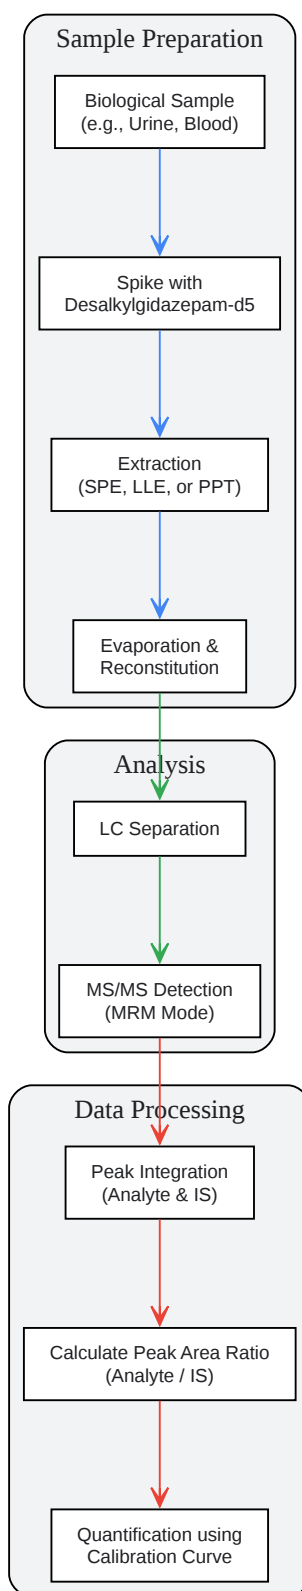 Sample Preparation
Biological Sample
(e.g., Urine, Blood)
Spike with
Desalkylgidazepam-d5
Extraction
(SPE, LLE, or PPT)
Evaporation &
Reconstitution
Analysis
LC Separation
MS/MS Detection
(MRM Mode)
Data Processing
Peak Integration
(Analyte & IS)
Calculate Peak Area Ratio
(Analyte / IS)
Quantification using
Calibration Curve